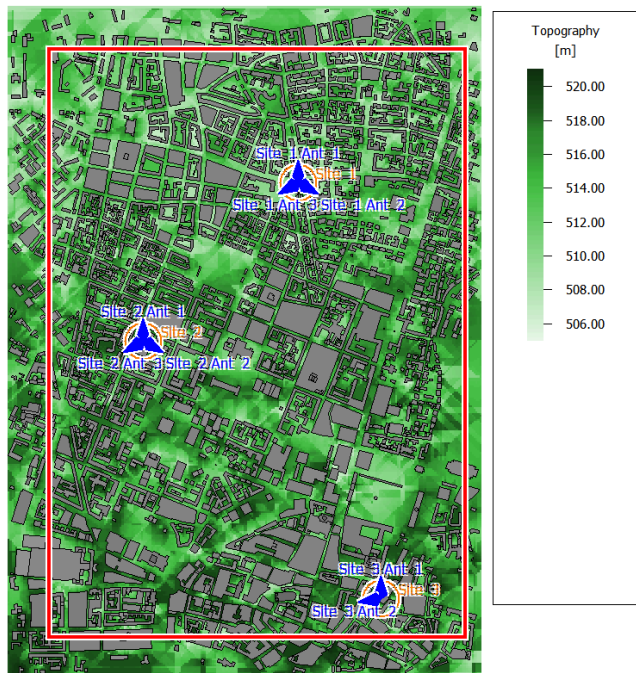 Topography
[m]
520.00
518.00
516.00
514.00
512.00
510.00
508.00
506.00
Site 1 Ant 1
Site 1
Site 1 Ant 3 Site 1 Ant 2
Site 2 Ant 1
Site 2
Site 2 Ant 3 Site 2 Ant 2
Site 3 Ant 1
Site 3
Site 3 Ant 2